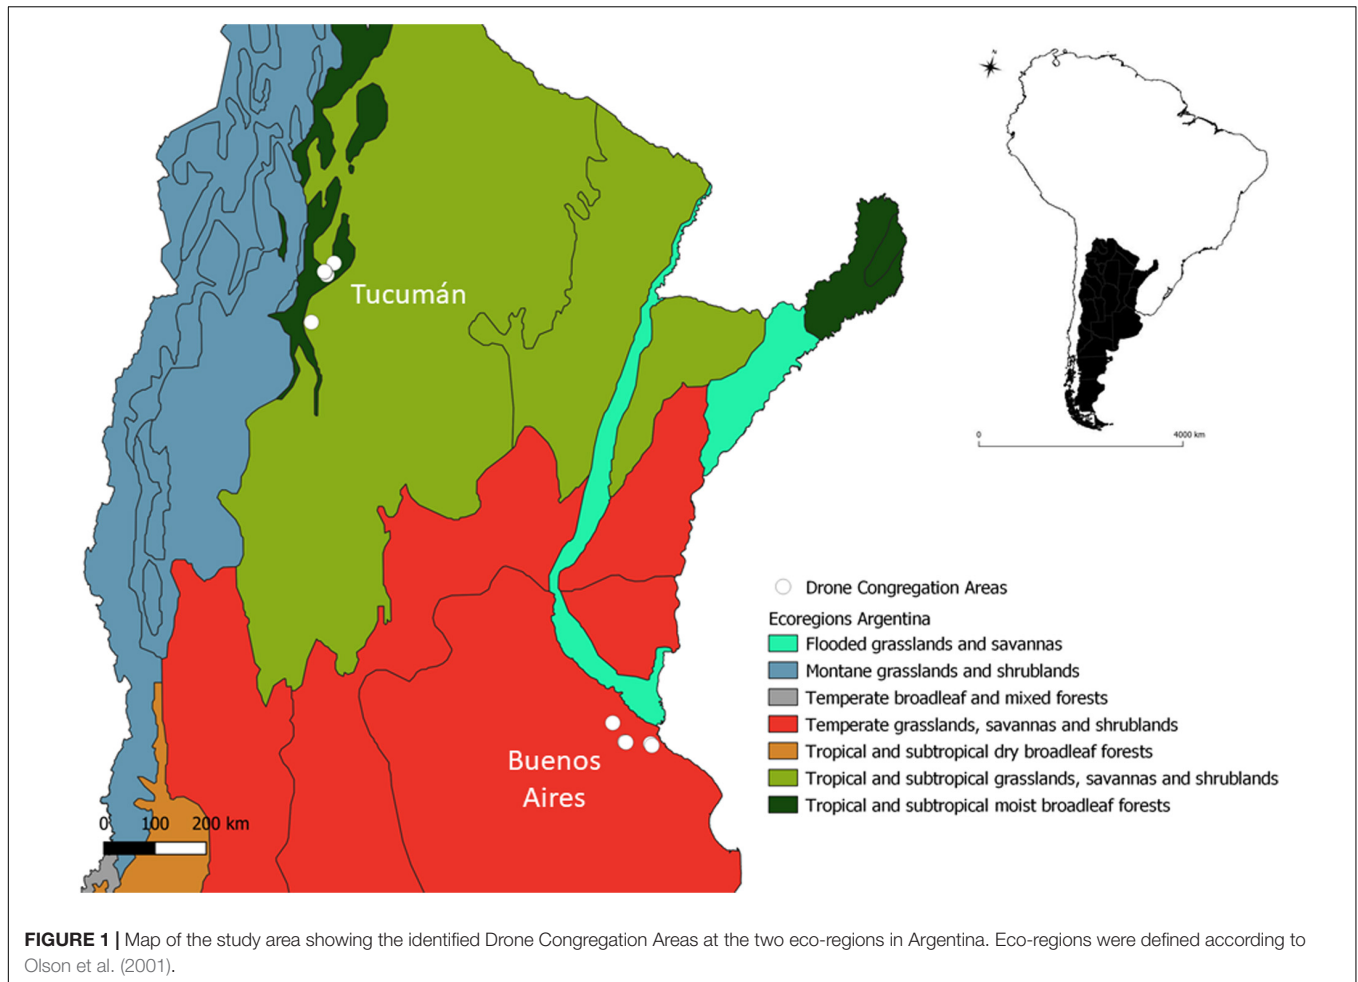 N
Tucumán
0
4000 km
Drone Congregation Areas
Ecoregions Argentina
Flooded grasslands and savannas
Montane grasslands and shrublands
Temperate broadleaf and mixed forests
Temperate grasslands, savannas and shrublands
Tropical and subtropical dry broadleaf forests
Tropical and subtropical grasslands, savannas and shrublands
Tropical and subtropical moist broadleaf forests
Buenos
Aires
0 100 200 km
FIGURE 1 | Map of the study area showing the identified Drone Congregation Areas at the two eco-regions in Argentina. Eco-regions were defined according to
Olson et al. (2001).